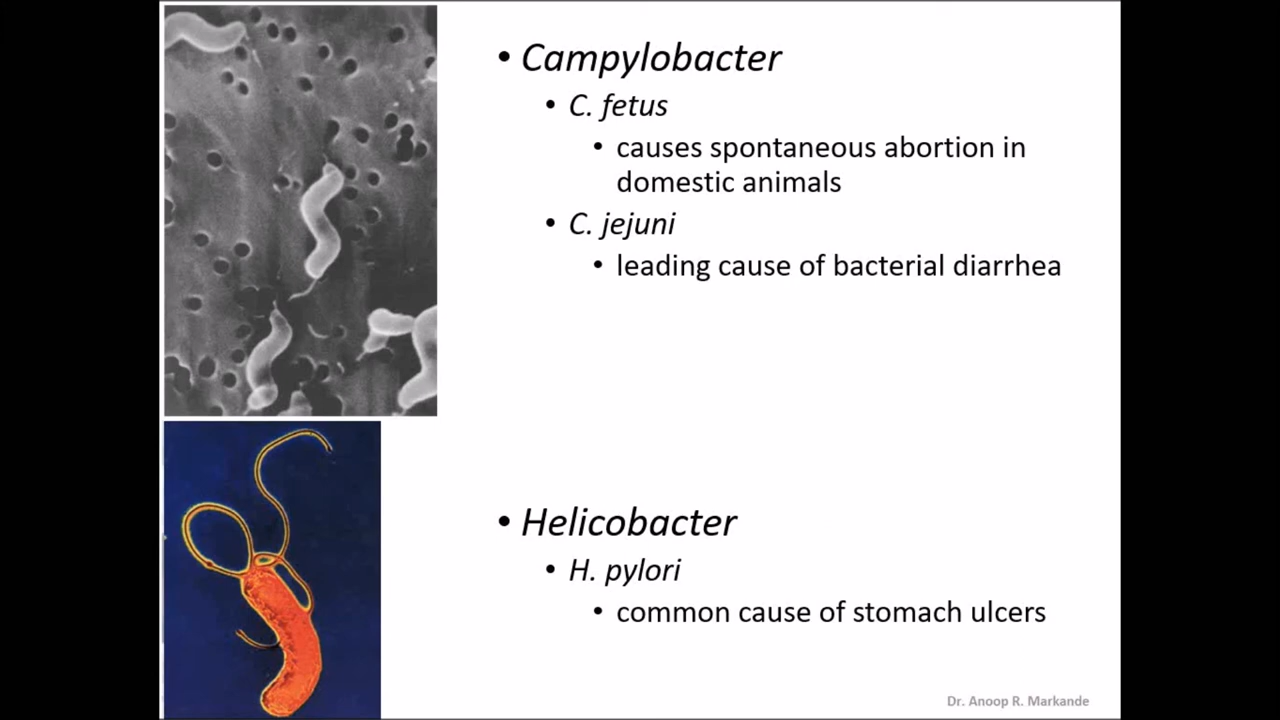 • Campylobacter
• C. fetus
• causes spontaneous abortion in
domestic animals
• C. jejuni
• leading cause of bacterial diarrhea
• Helicobacter
• H. pylori
• common cause of stomach ulcers
Dr. Anoop R. Markande